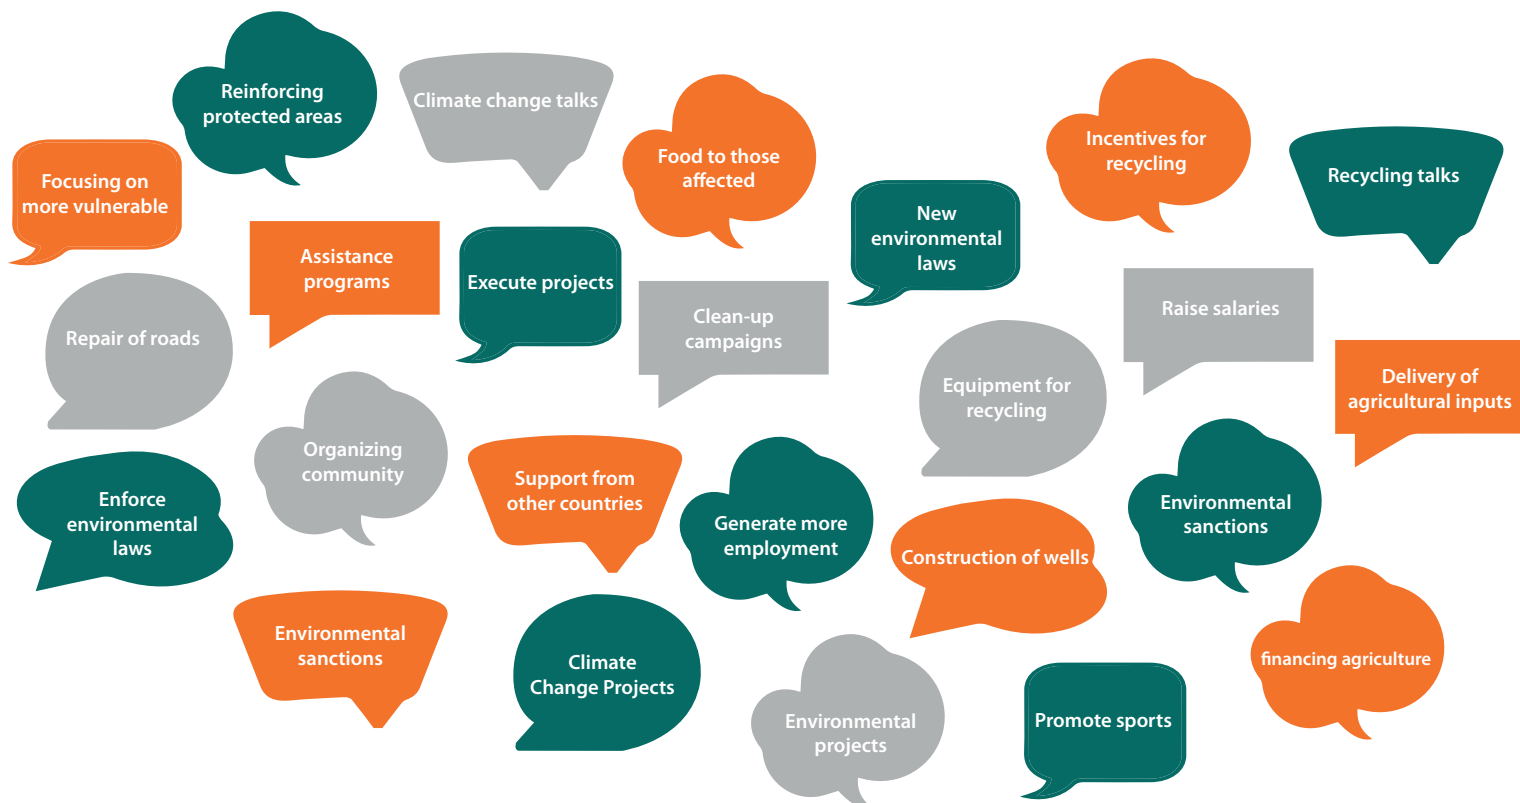 Reinforcing
protected areas
Climate change talks
Food to those
affected
Incentives for
recycling
Recycling talks
Focusing on
more vulnerable
New
environmental
laws
Assistance
programs
Execute projects
Clean-up
campaigns
Raise salaries
Repair of roads
Equipment for
recycling
Delivery of
agricultural inputs
Organizing
community
Support from
other countries
Enforce
environmental
laws
Generate more
employment
Environmental
sanctions
Construction of wells
Environmental
sanctions
Climate
Change Projects
financing agriculture
Environmental
projects
Promote sports